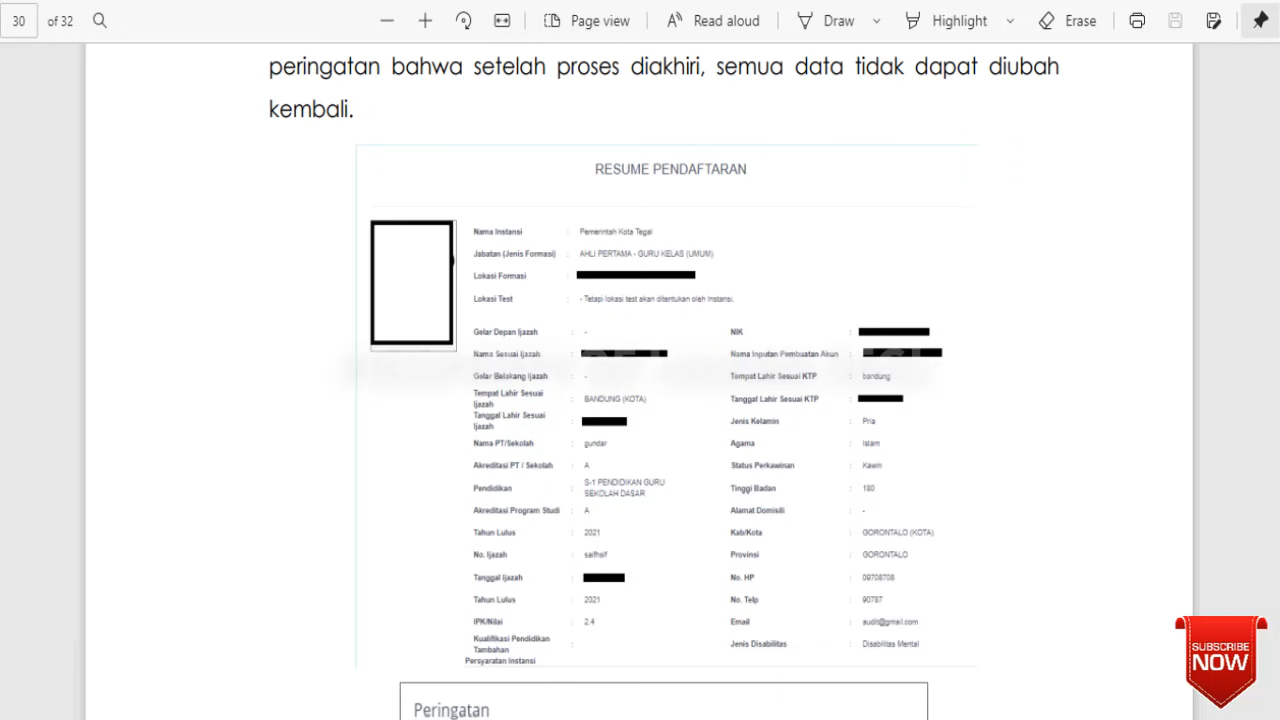 30 of 32 Page view Read aloud Draw Highlight Erase
peringatan bahwa setelah proses diakhiri, semua data tidak dapat diubah
kembali.
RESUME PENDAFTARAN
Nama Instansi : Pemerintah Kota Tegal
Jabatan (Jenis Formasi) : AHLI PERTAMA - GURU KELAS (UMUM)
Lokasi Formasi :
Lokasi Test : - Tetapi lokasi test akan ditentukan oleh Instansi.
Gelar Depan Ijazah : - NIK :
Nama Sesuai Ijazah : Nama Inputan Pembuatan Akun :
Gelar Belakang Ijazah : - Tempat Lahir Sesuai KTP : bandung
Tempat Lahir Sesuai
Ijazah : BANDUNG (KOTA) Tanggal Lahir Sesuai KTP :
Tanggal Lahir Sesuai
Ijazah : Jenis Kelamin : Pria
Nama PT/Sekolah : gundar Agama : Islam
Akreditasi PT / Sekolah : A Status Perkawinan : Kawin
Pendidikan : S-1 PENDIDIKAN GURU
SEKOLAH DASAR Tinggi Badan : 180
Akreditasi Program Studi : A Alamat Domisili : -
Tahun Lulus : 2021 Kab/Kota : GORONTALO (KOTA)
No. Ijazah : saifhsif Provinsi : GORONTALO
Tanggal Ijazah : No. HP : 09708708
Tahun Lulus : 2021 No. Telp : 90787
IPK/Nilai : 2.4 Email : audit@gmail.com
Kualifikasi Pendidikan
Tambahan : Jenis Disabilitas : Disabilitas Mental
Persyaratan Instansi
SUBSCRIBE
NOW
Peringatan